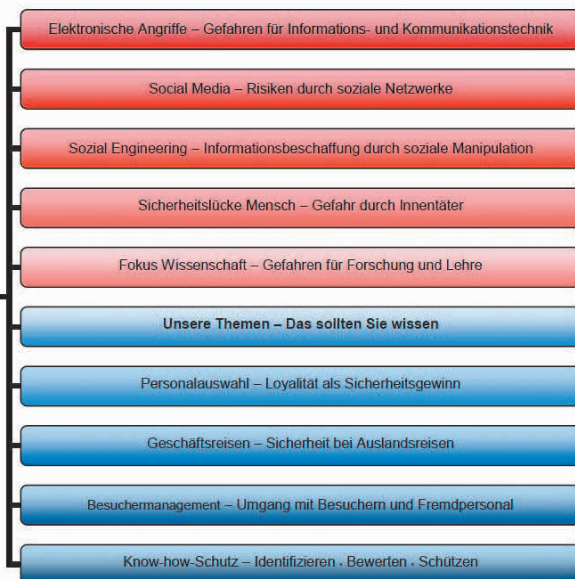 Elektronische Angriffe – Gefahren für Informations- und Kommunikationstechnik
Social Media – Risiken durch soziale Netzwerke
Sozial Engineering – Informationsbeschaffung durch soziale Manipulation
Sicherheitslücke Mensch – Gefahr durch Innentäter
Fokus Wissenschaft – Gefahren für Forschung und Lehre
Unsere Themen – Das sollten Sie wissen
Personalauswahl – Loyalität als Sicherheitsgewinn
Geschäftsreisen – Sicherheit bei Auslandsreisen
Besuchermanagement – Umgang mit Besuchern und Fremdpersonal
Know-how-Schutz – Identifizieren . Bewerten . Schützen